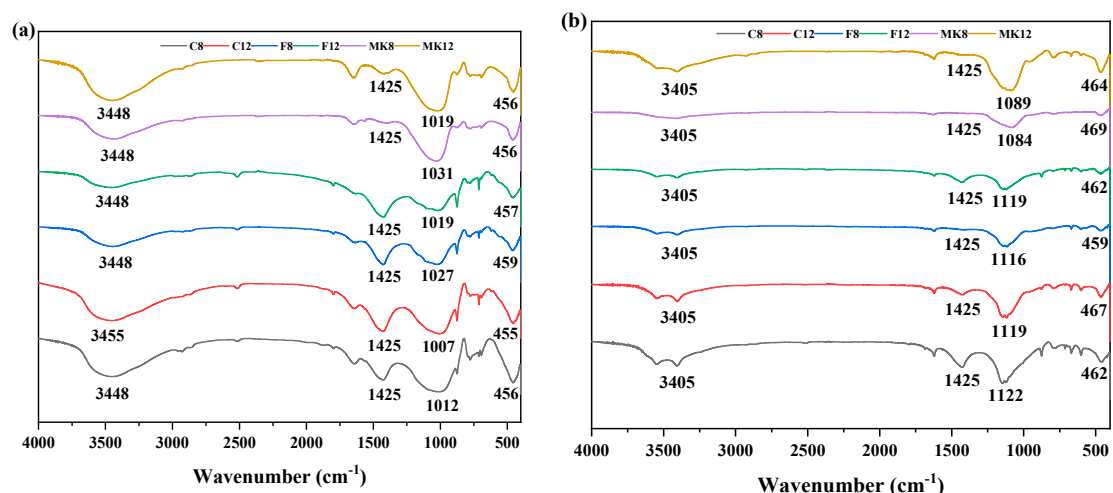 (a)
C8 C12 F8 F12 MK8 MK12
3448 1425 1019 456
3448 1425 1031 456
3448 1425 1019 457
3448 1425 1027 459
3455 1425 1007 455
3448 1425 1012 456
4000 3500 3000 2500 2000 1500 1000 500
Wavenumber (cm-1)
(b)
C8 C12 F8 F12 MK8 MK12
3405 1425 1089 464
3405 1425 1084 469
3405 1425 1119 462
3405 1425 1116 459
3405 1425 1119 467
3405 1425 1122 462
4000 3500 3000 2500 2000 1500 1000 500
Wavenumber (cm-1)